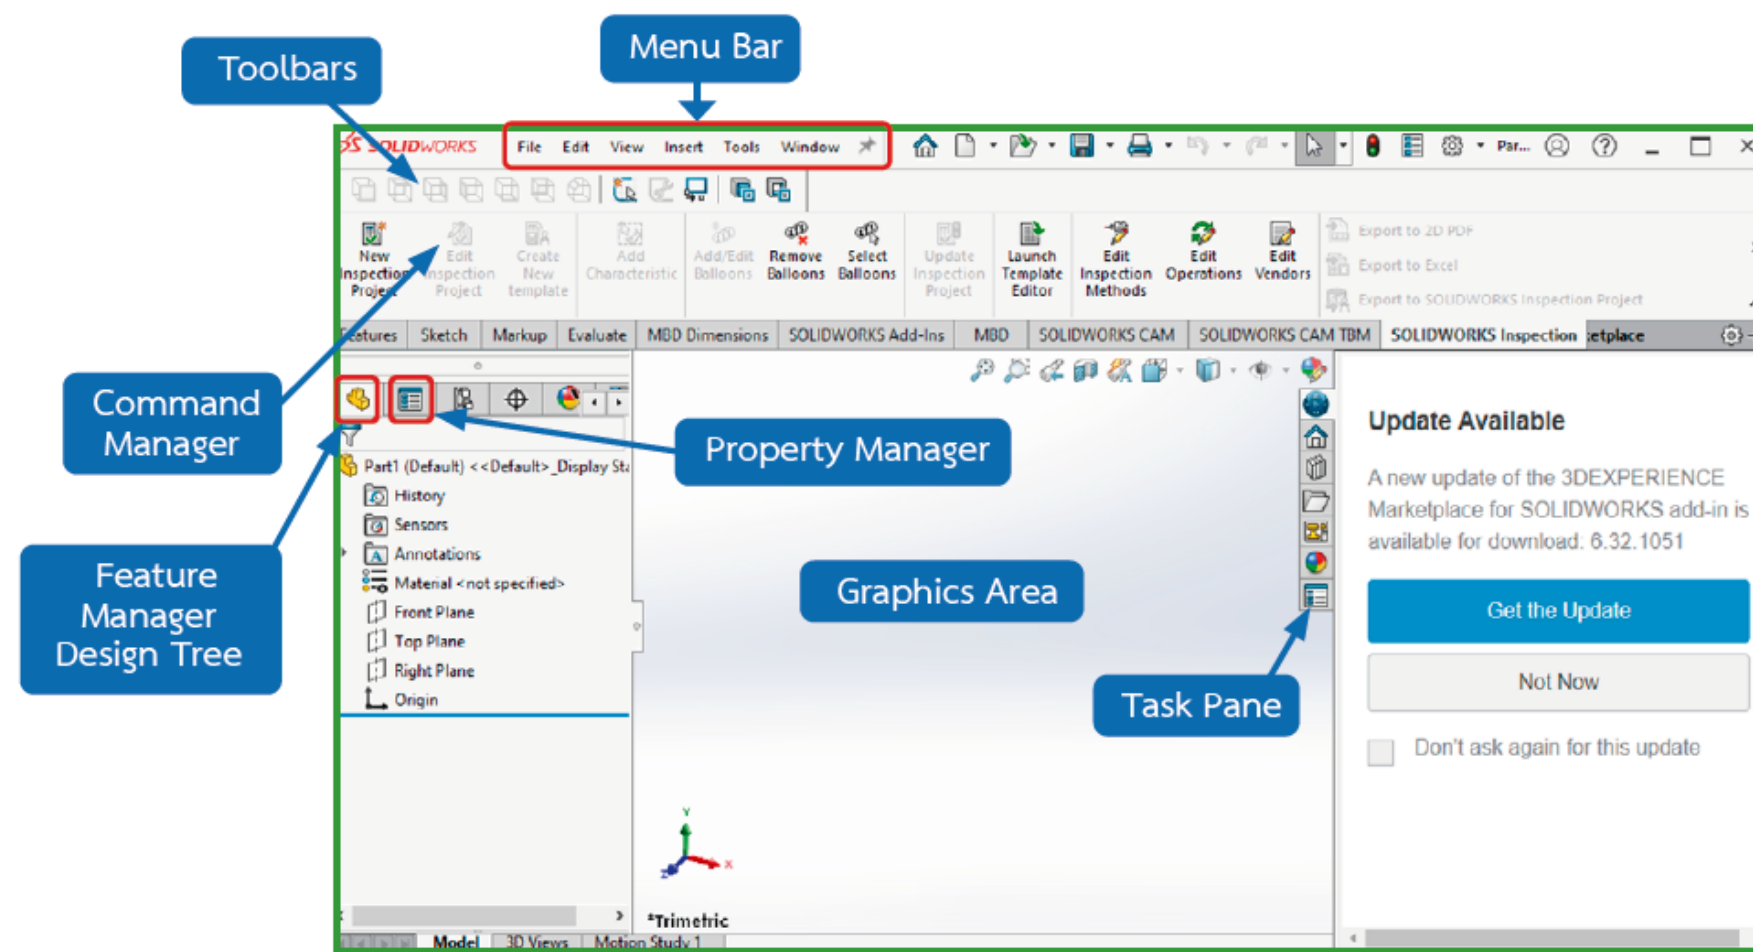 Menu Bar
Toolbars
SOLIDWORKS File Edit View Insert Tools Window Par...
New Inspection Project
Edit Inspection Project
Create New template
Add Characteristic
Add/Edit Balloons
Remove Balloons
Select Balloons
Update Inspection Project
Launch Template Editor
Edit Inspection Methods
Edit Operations
Edit Vendors
Export to 2D PDF
Export to Excel
Export to SOLIDWORKS Inspection Project
Features Sketch Markup Evaluate MBD Dimensions SOLIDWORKS Add-Ins MBD SOLIDWORKS CAM SOLIDWORKS CAM TBM SOLIDWORKS Inspection etplace
Command
Manager
Property Manager
Part1 (Default) <<Default>_Display Sta
History
Sensors
Annotations
Material <not specified>
Front Plane
Top Plane
Right Plane
Origin
Feature
Manager
Design Tree
Graphics Area
Task Pane
Update Available
A new update of the 3DEXPERIENCE
Marketplace for SOLIDWORKS add-in is
available for download: 6.32.1051
Get the Update
Not Now
Don't ask again for this update
Y
X
Z
*Trimetric
Model 3D Views Motion Study 1